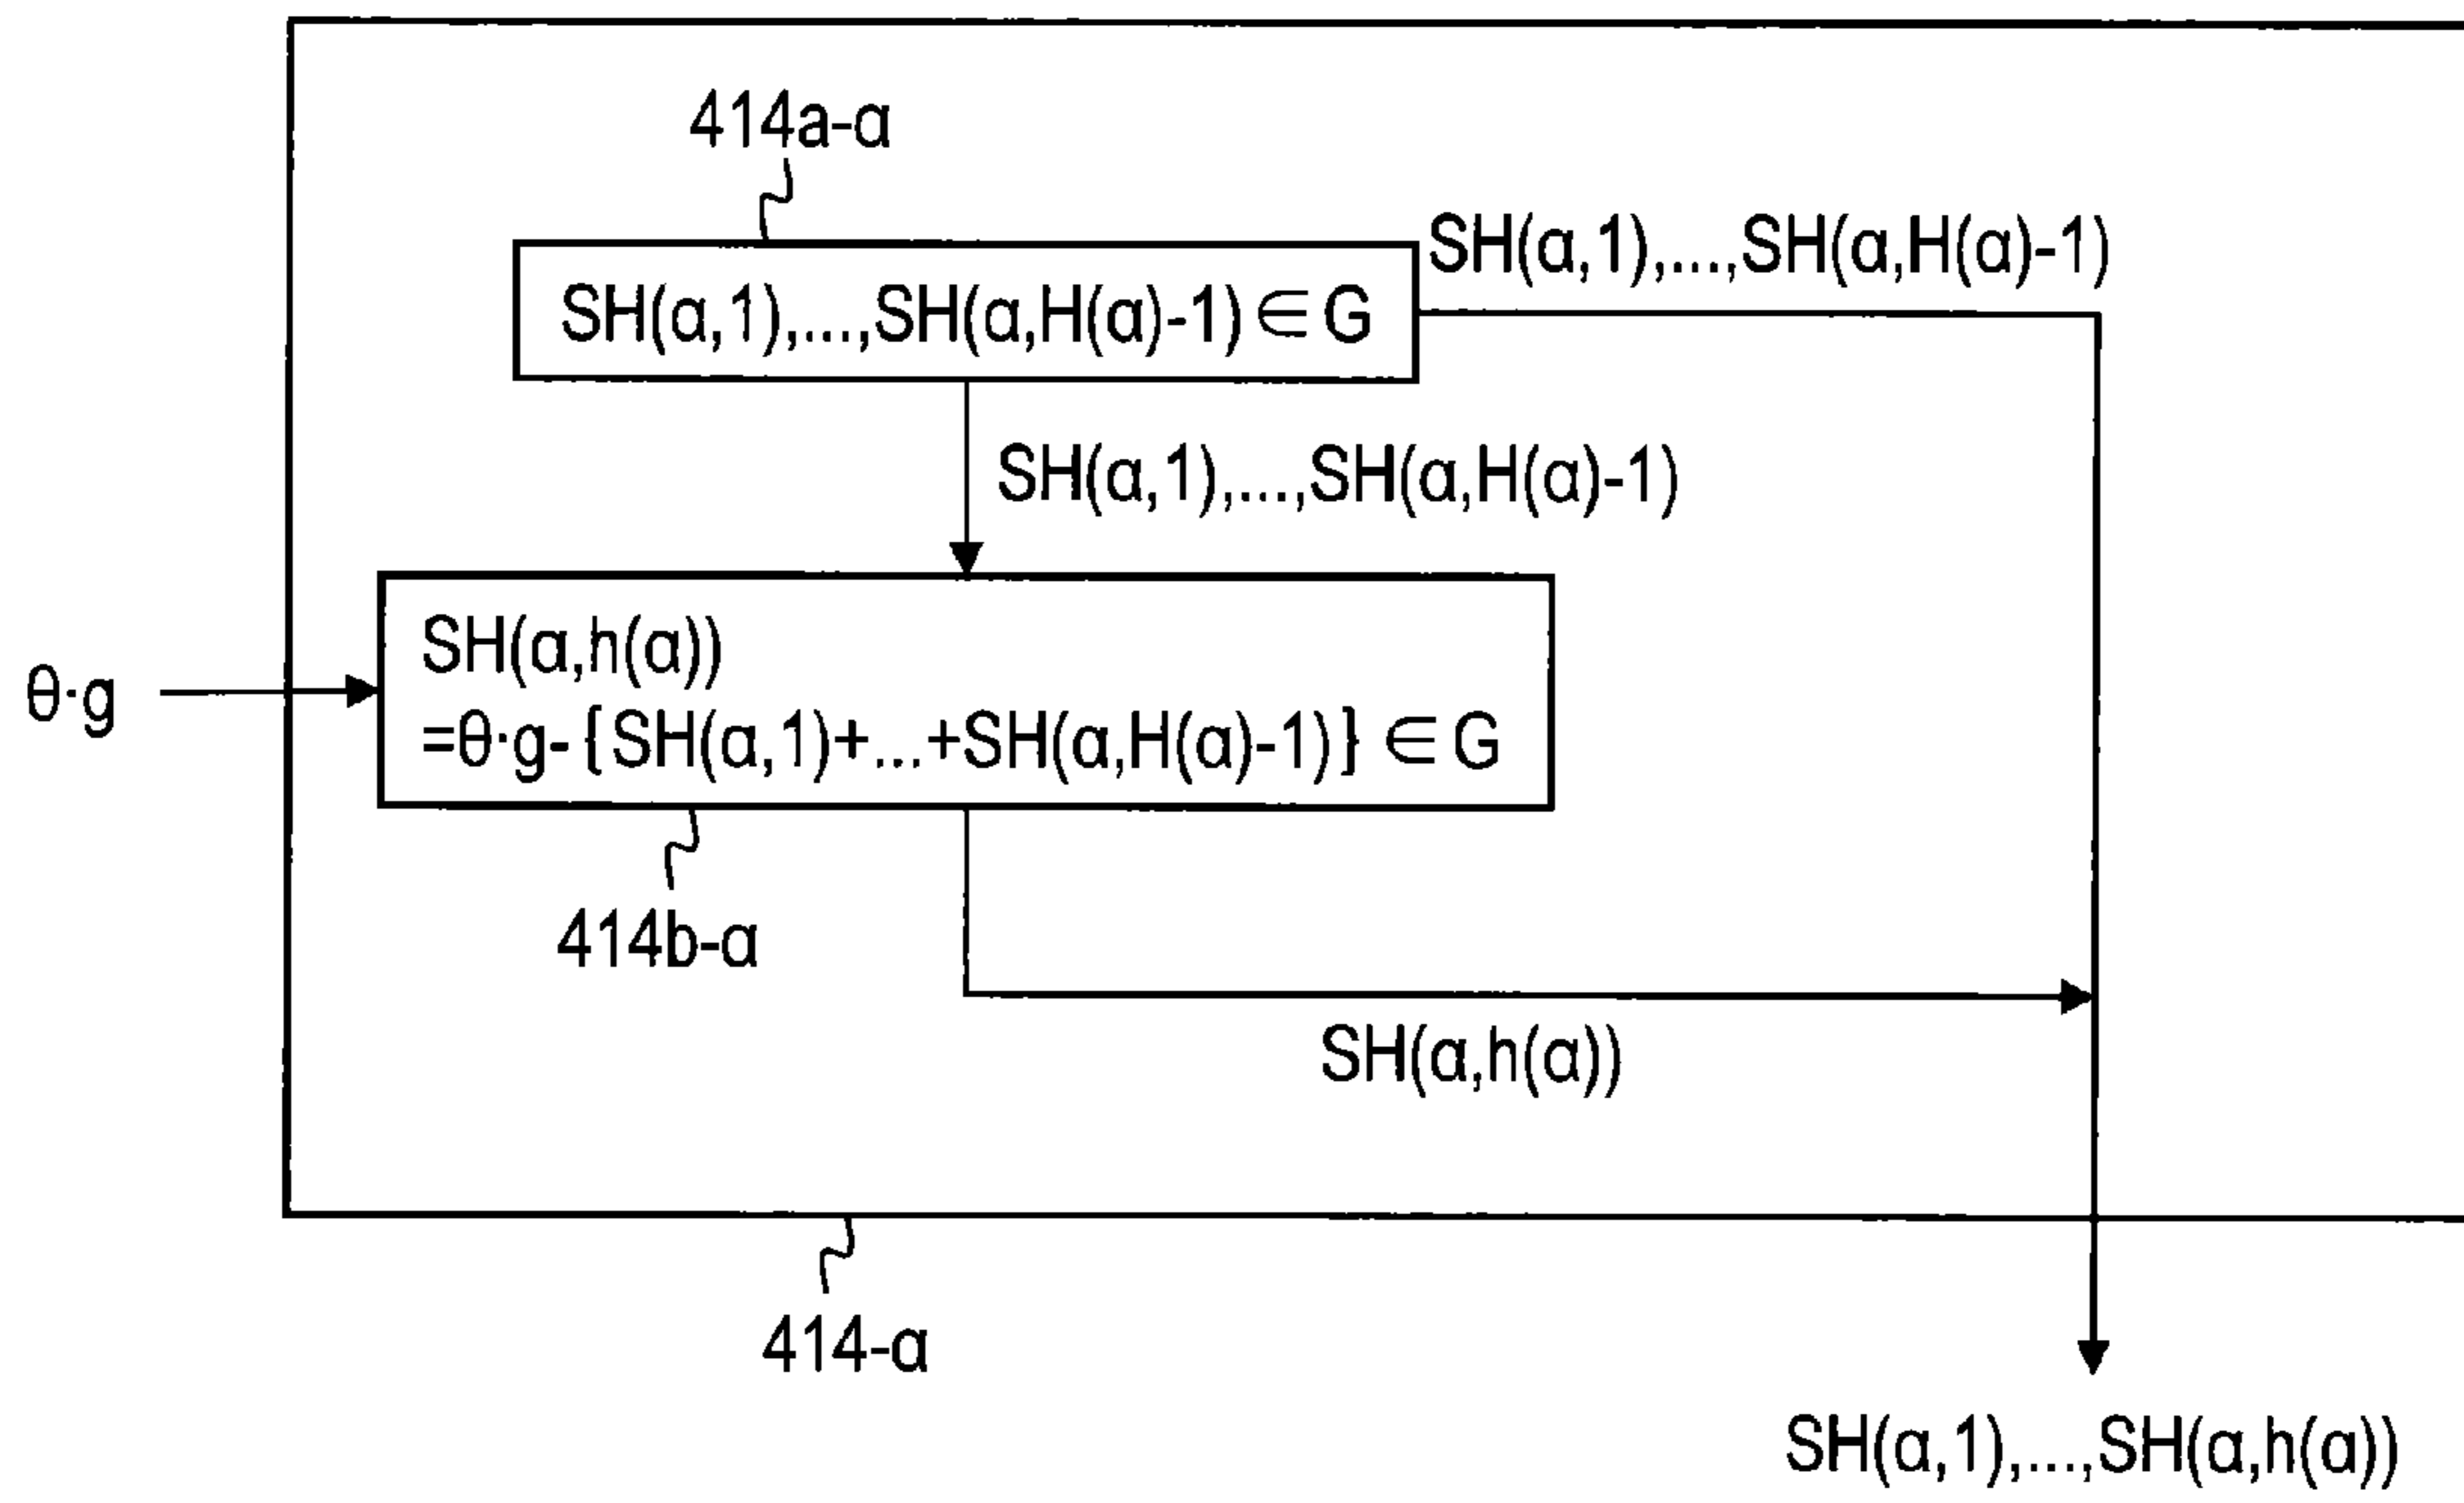 414a-α
SH(α,1),...,SH(α,H(α)-1)
SH(α,1),...,SH(α,H(α)-1)∈G
SH(α,1),...,SH(α,H(α)-1)
θ·g
SH(α,h(α))
=θ·g-{SH(α,1)+...+SH(α,H(α)-1)}∈G
414b-α
SH(α,h(α))
414-α
SH(α,1),...,SH(α,h(α))